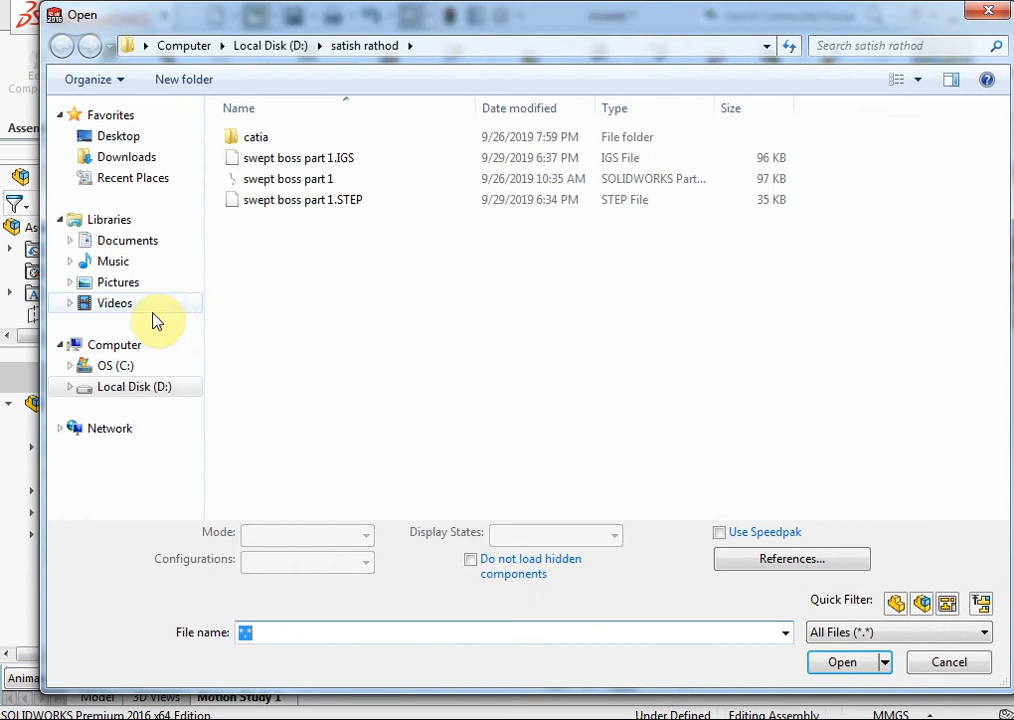 Open
Computer Local Disk (D:) satish rathod
Search satish rathod
Organize New folder
Favorites
Desktop
Downloads
Recent Places
Libraries
Documents
Music
Pictures
Videos
Computer
OS (C:)
Local Disk (D:)
Network
Name Date modified Type Size
catia 9/26/2019 7:59 PM File folder
swept boss part 1.IGS 9/29/2019 6:37 PM IGS File 96 KB
swept boss part 1 9/26/2019 10:35 AM SOLIDWORKS Part... 97 KB
swept boss part 1.STEP 9/29/2019 6:34 PM STEP File 35 KB
Mode: Display States: Use Speedpak
Configurations: Do not load hidden components References...
Quick Filter:
File name: *.* All Files (*.*)
Open Cancel
Model 3D Views Motion Study 1
SOLIDWORKS Premium 2016 x64 Edition Under Defined Editing Assembly MMGS